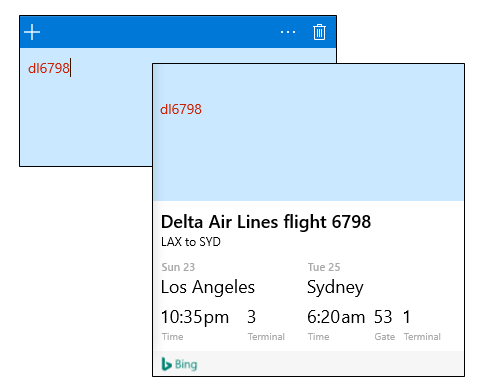 dl6798
dl6798
Delta Air Lines flight 6798
LAX to SYD
Sun 23 Tue 25
Los Angeles Sydney
10:35pm 3 6:20am 53 1
Time Terminal Time Gate Terminal
Bing